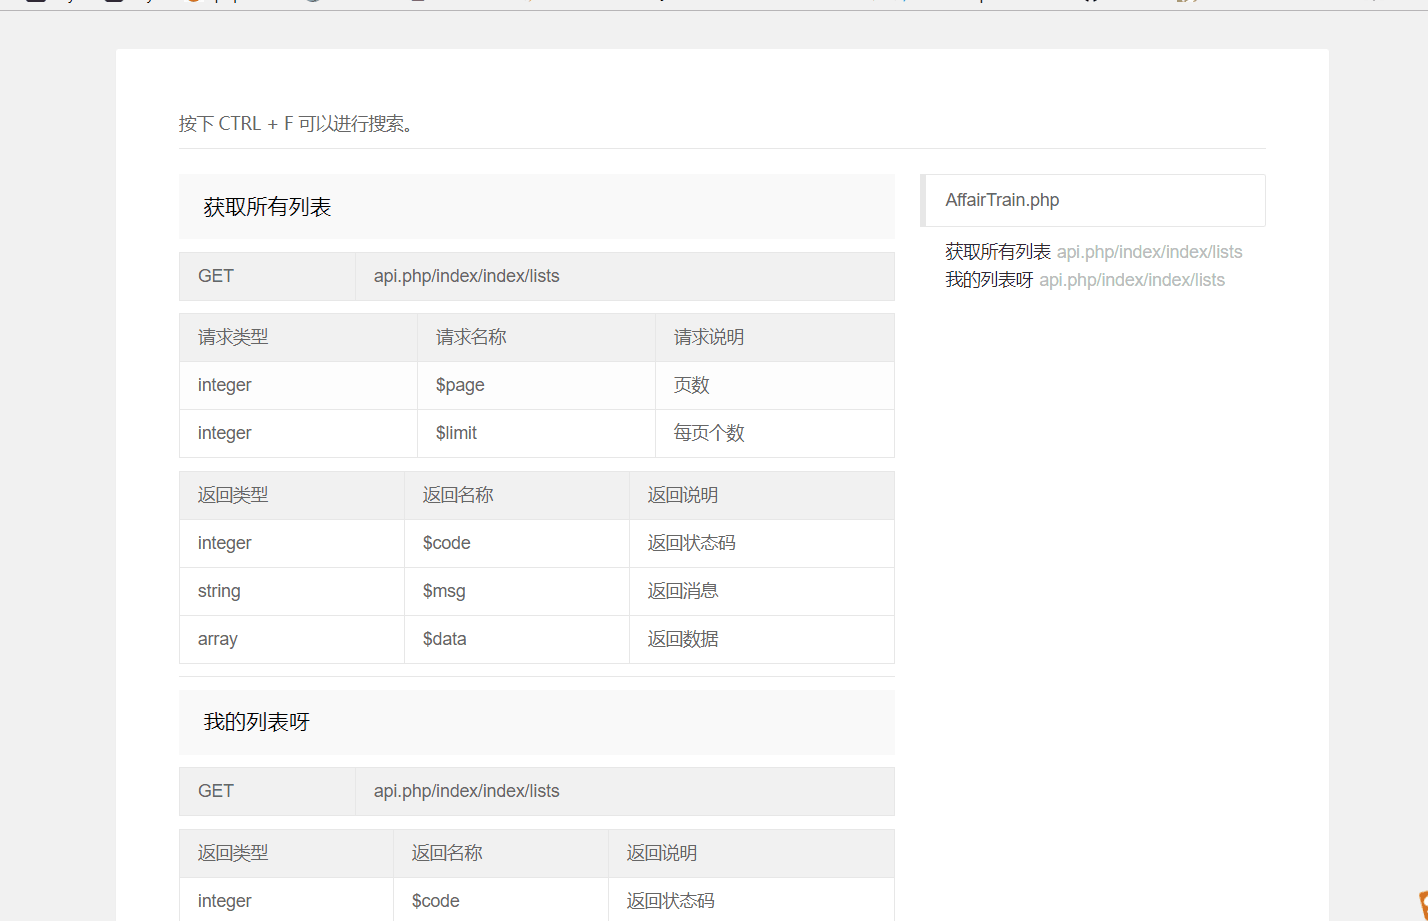 按下 CTRL + F 可以进行搜索。
获取所有列表
GET api.php/index/index/lists
请求类型 请求名称 请求说明
integer $page 页数
integer $limit 每页个数
返回类型 返回名称 返回说明
integer $code 返回状态码
string $msg 返回消息
array $data 返回数据
我的列表呀
GET api.php/index/index/lists
返回类型 返回名称 返回说明
integer $code 返回状态码
AffairTrain.php
获取所有列表 api.php/index/index/lists
我的列表呀 api.php/index/index/lists